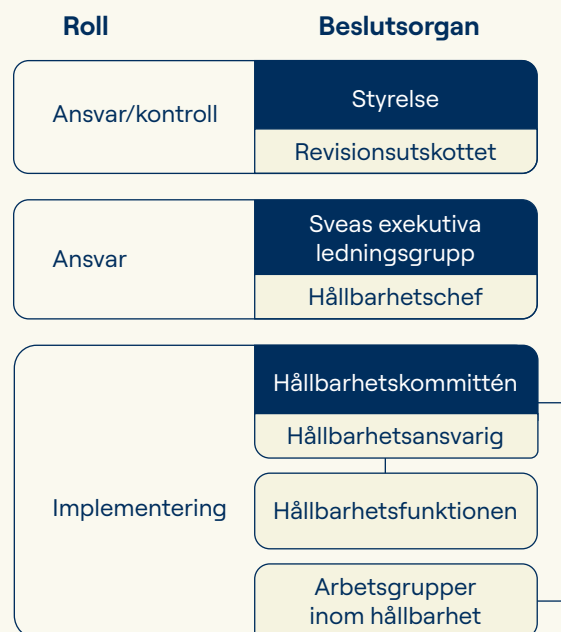 Roll
Beslutsorgan
Ansvar/kontroll
Styrelse
Revisionsutskottet
Ansvar
Sveas exekutiva
ledningsgrupp
Hållbarhetschef
Implementering
Hållbarhetskommittén
Hållbarhetsansvarig
Hållbarhetsfunktionen
Arbetsgrupper
inom hållbarhet